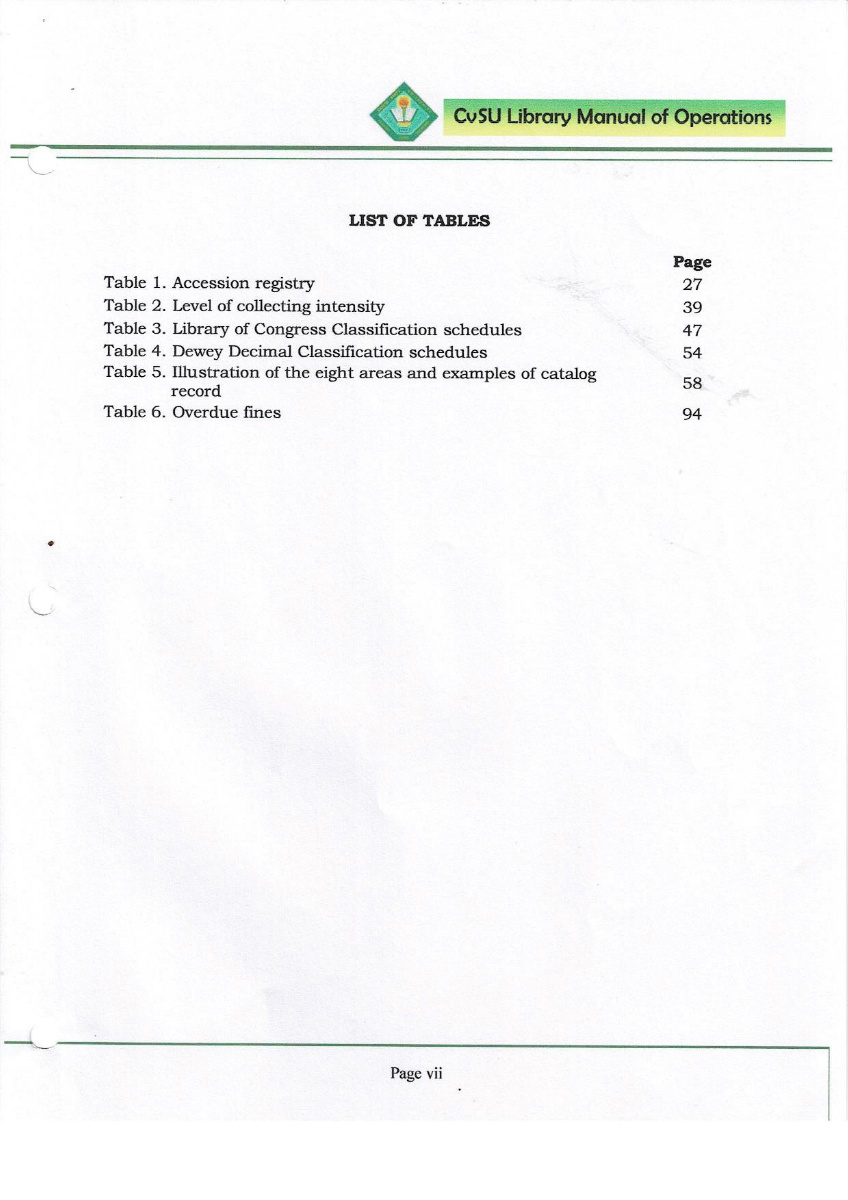 CvSU Library Manual of Operations
LIST OF TABLES
Page
Table 1. Accession registry 27
Table 2. Level of collecting intensity 39
Table 3. Library of Congress Classification schedules 47
Table 4. Dewey Decimal Classification schedules 54
Table 5. Illustration of the eight areas and examples of catalog
record 58
Table 6. Overdue fines 94
Page vii